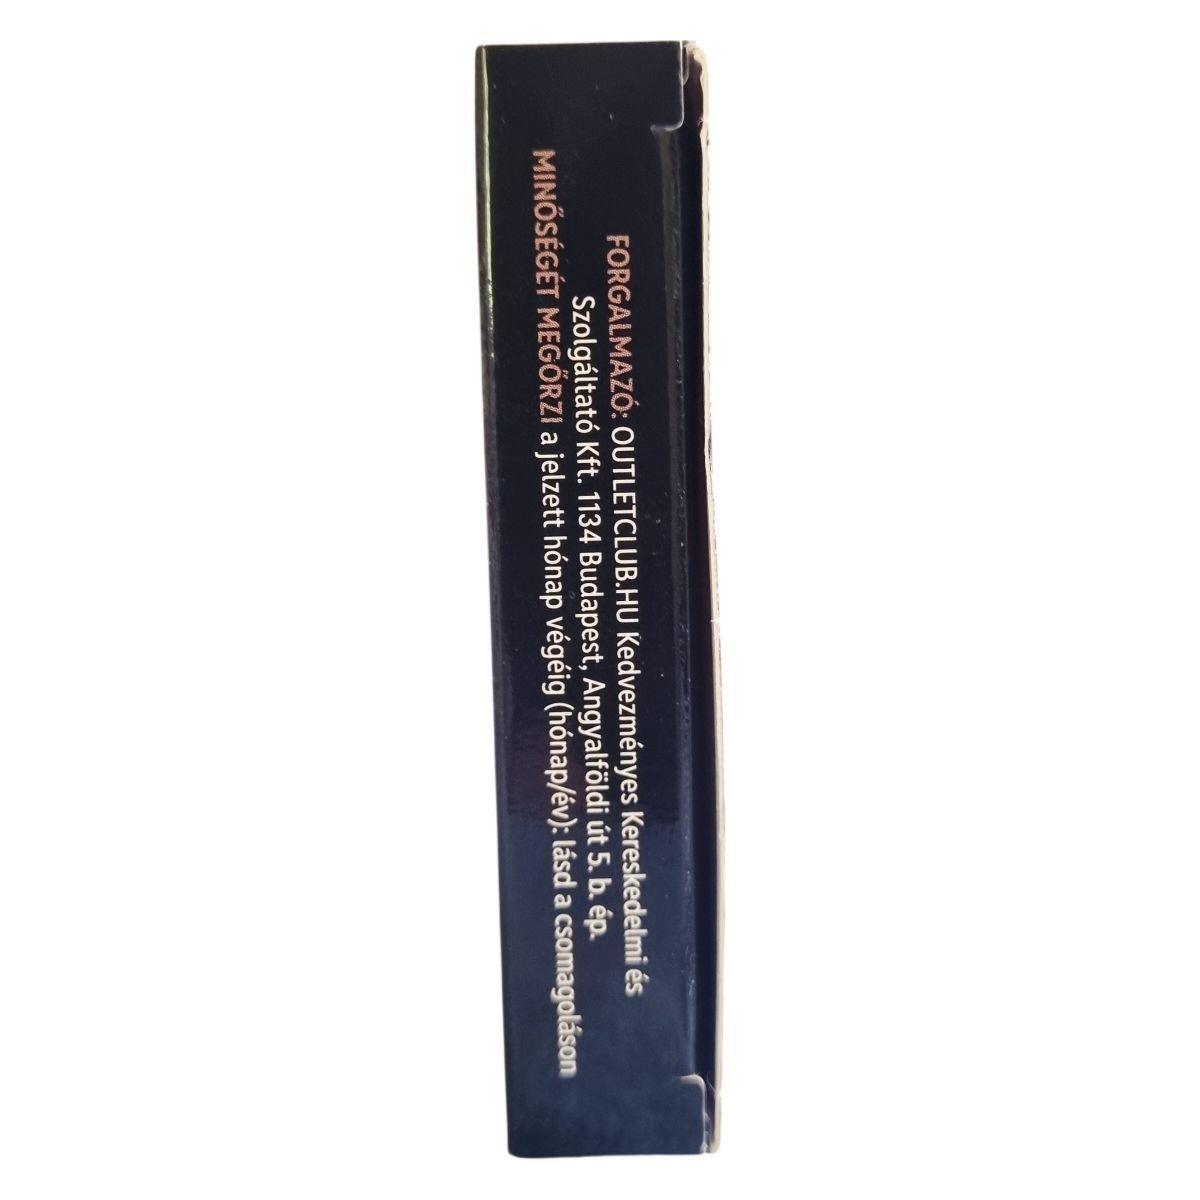 FORGALMAZÓ: OUTLETCLUB.HU Kedvezményes Kereskedelmi és
Szolgáltató Kft. 1134 Budapest, Angyalföldi út 5. b. ép.
MINŐSÉGÉT MEGŐRZI a jelzett hónap végéig (hónap/év): lásd a csomagoláson